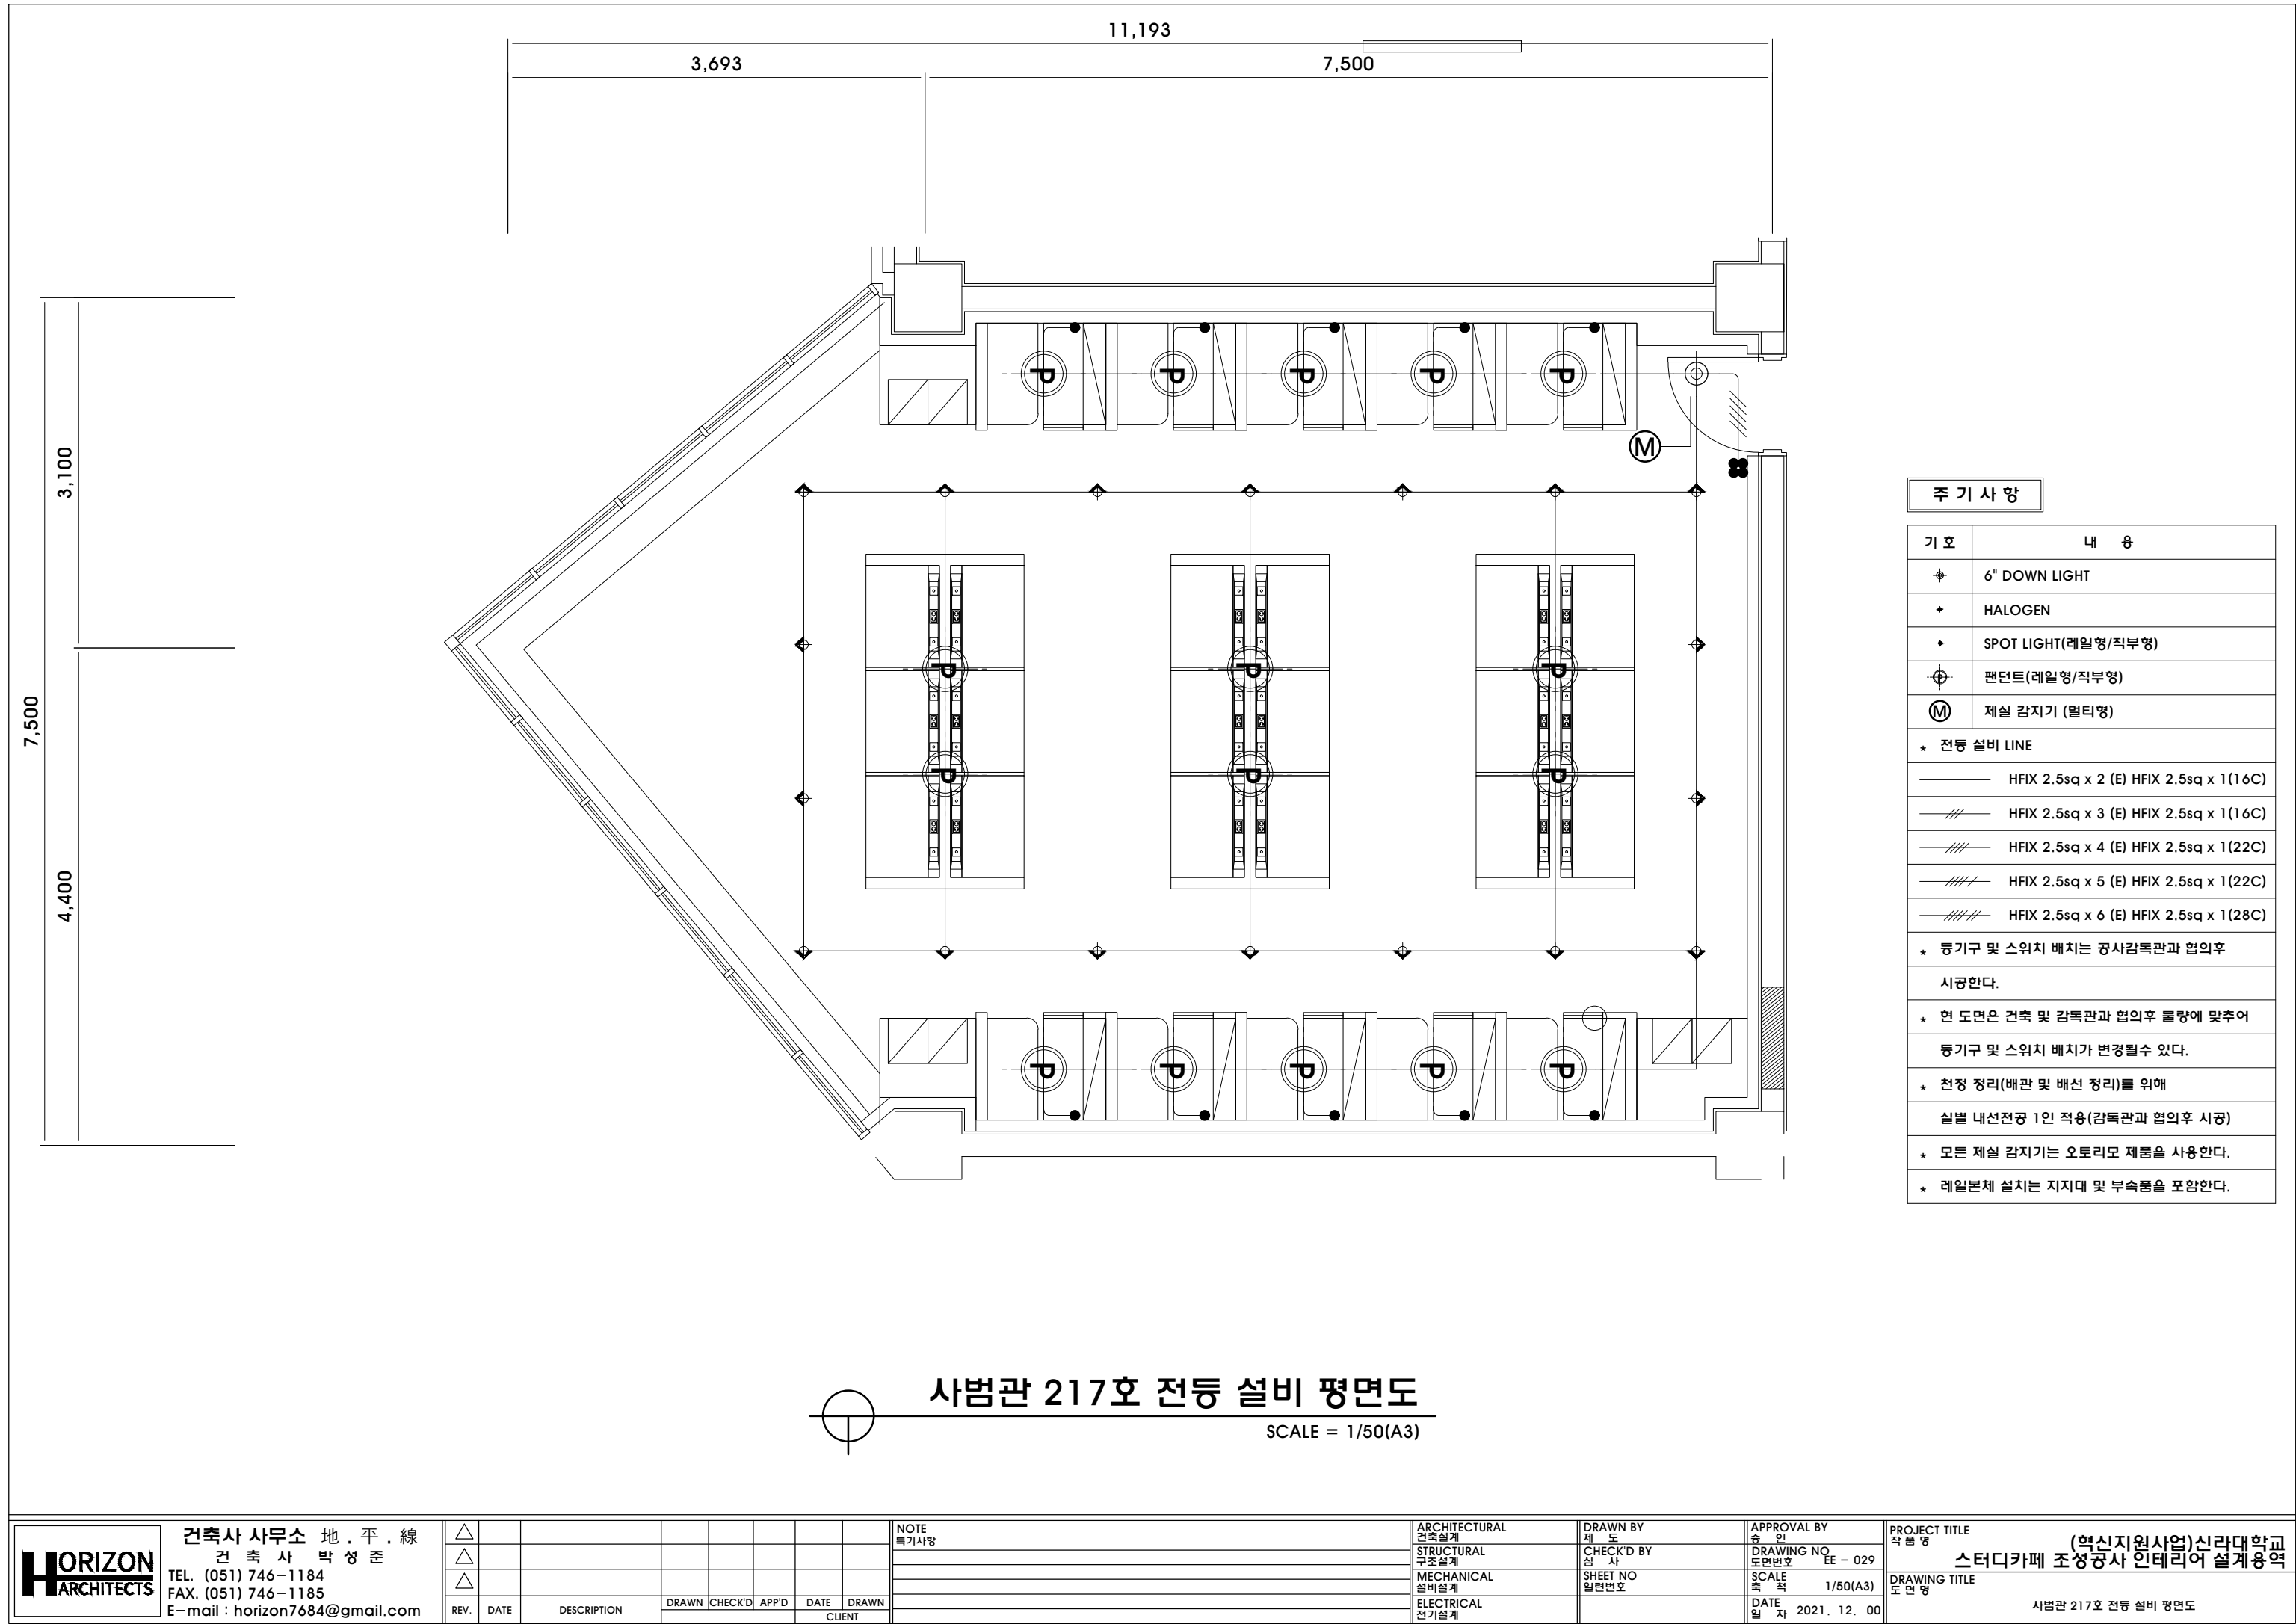 11,193
3,693
7,500
3,100
7,500
4,400
P P P P P
M
P P P
P P P
P P P P P
주 기 사 항
기 호 내 용
6" DOWN LIGHT
HALOGEN
SPOT LIGHT(레일형/직부형)
P 팬던트(레일형/직부형)
M 제실 감지기 (멀티형)
* 전등 설비 LINE
HFIX 2.5sq x 2 (E) HFIX 2.5sq x 1(16C)
HFIX 2.5sq x 3 (E) HFIX 2.5sq x 1(16C)
HFIX 2.5sq x 4 (E) HFIX 2.5sq x 1(22C)
HFIX 2.5sq x 5 (E) HFIX 2.5sq x 1(22C)
HFIX 2.5sq x 6 (E) HFIX 2.5sq x 1(28C)
* 등기구 및 스위치 배치는 공사감독관과 협의후
시공한다.
* 현 도면은 건축 및 감독관과 협의후 물량에 맞추어
등기구 및 스위치 배치가 변경될수 있다.
* 천정 정리(배관 및 배선 정리)를 위해
실별 내선전공 1인 적용(감독관과 협의후 시공)
* 모든 제실 감지기는 오토리모 제품을 사용한다.
* 레일본체 설치는 지지대 및 부속품을 포함한다.
사범관 217호 전등 설비 평면도
SCALE = 1/50(A3)
HORIZON
ARCHITECTS
건축사 사무소 地 . 平 . 線
건 축 사 박 성 준
TEL. (051) 746-1184
FAX. (051) 746-1185
E-mail : horizon7684@gmail.com
REV. DATE DESCRIPTION DRAWN CHECK'D APP'D DATE DRAWN
CLIENT
NOTE
특기사항
ARCHITECTURAL
건축설계
STRUCTURAL
구조설계
MECHANICAL
설비설계
ELECTRICAL
전기설계
DRAWN BY
제 도
CHECK'D BY
심 사
SHEET NO
일련번호
APPROVAL BY
승 인
DRAWING NO
도면번호 EE - 029
SCALE
축 척 1/50(A3)
DATE
일 자 2021. 12. 00
PROJECT TITLE
작 품 명
(혁신지원사업)신라대학교
스터디카페 조성공사 인테리어 설계용역
DRAWING TITLE
도 면 명
사범관 217호 전등 설비 평면도